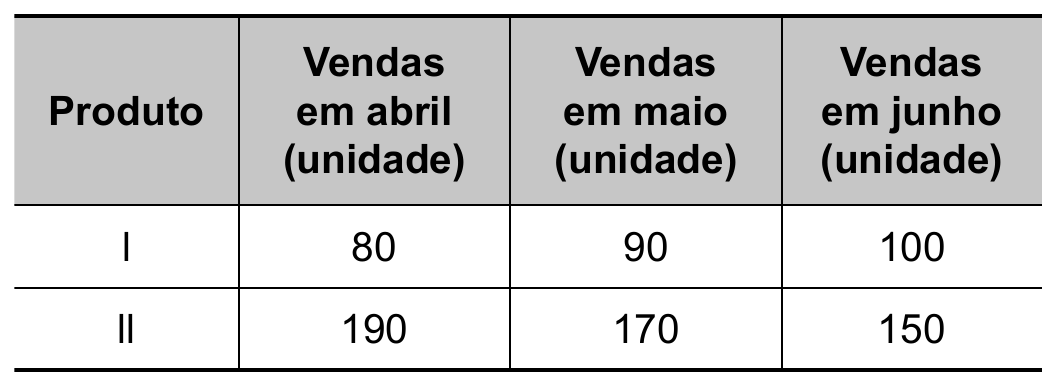 Produto
Vendas
em abril
(unidade)
Vendas
em maio
(unidade)
Vendas
em junho
(unidade)
I 80 90 100
II 190 170 150